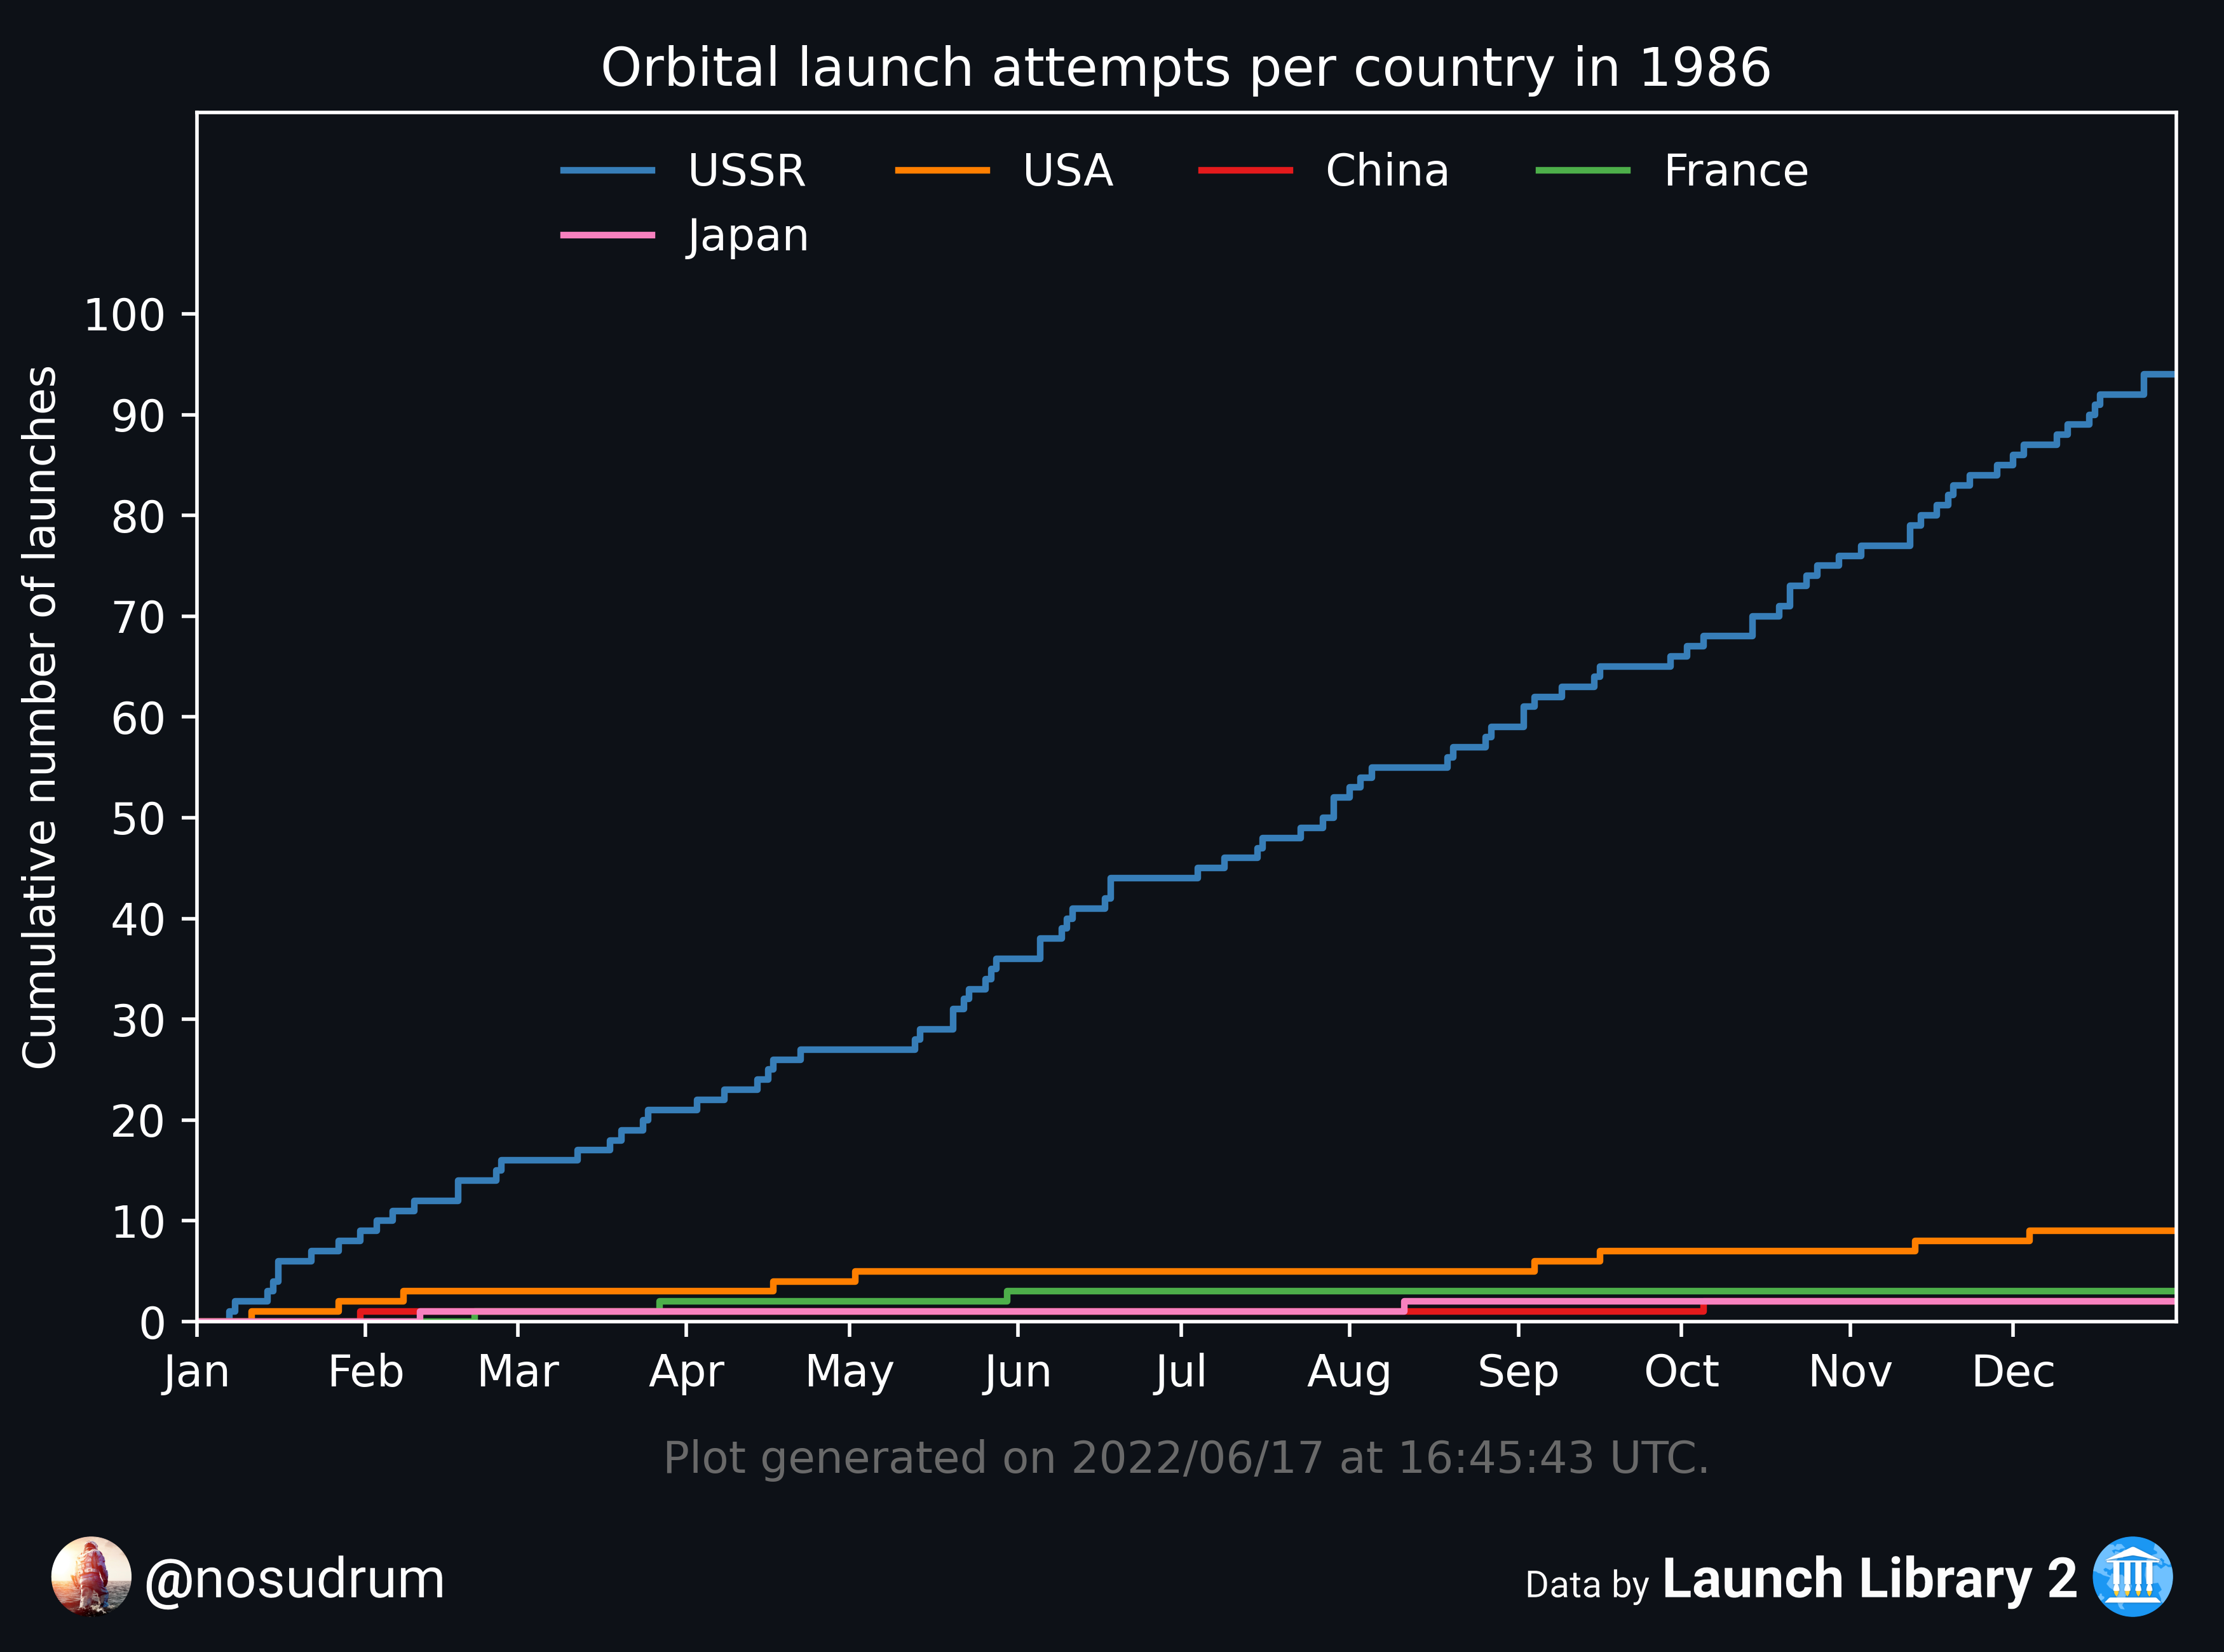 Orbital launch attempts per country in 1986
USSR USA China France
Japan
Cumulative number of launches
100
90
80
70
60
50
40
30
20
10
0
Jan Feb Mar Apr May Jun Jul Aug Sep Oct Nov Dec
Plot generated on 2022/06/17 at 16:45:43 UTC.
@nosudrum
Data by Launch Library 2